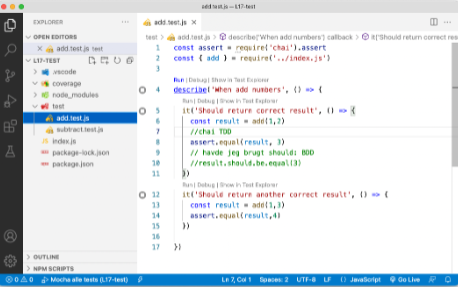 add.test.js — L17-test
EXPLORER
OPEN EDITORS
add.test.js test
L17-TEST
.vscode
coverage
node_modules
test
add.test.js
subtract.test.js
index.js
package-lock.json
package.json
OUTLINE
NPM SCRIPTS
add.test.js
test > add.test.js > describe('When add numbers') callback > it('Should return correct resul
1 const assert = require('chai').assert
2 const { add } = require('../index.js')
3
Run | Debug | Show in Test Explorer
4 describe('When add numbers', () => {
Run | Debug | Show in Test Explorer
5 it('Should return correct result', () => {
6 const result = add(1,2)
7 //chai TDD
8 assert.equal(result, 3)
9 // havde jeg brugt should: BDD
10 //result.should.be.equal(3)
11 })
Run | Debug | Show in Test Explorer
12 it('Should return another correct result', () => {
13 const result = add(1,3)
14 assert.equal(result,4)
15 })
16
17 })
0 0 Mocha alle tests (L17-test) Ln 7, Col 1 Spaces: 2 UTF-8 LF JavaScript Go Live